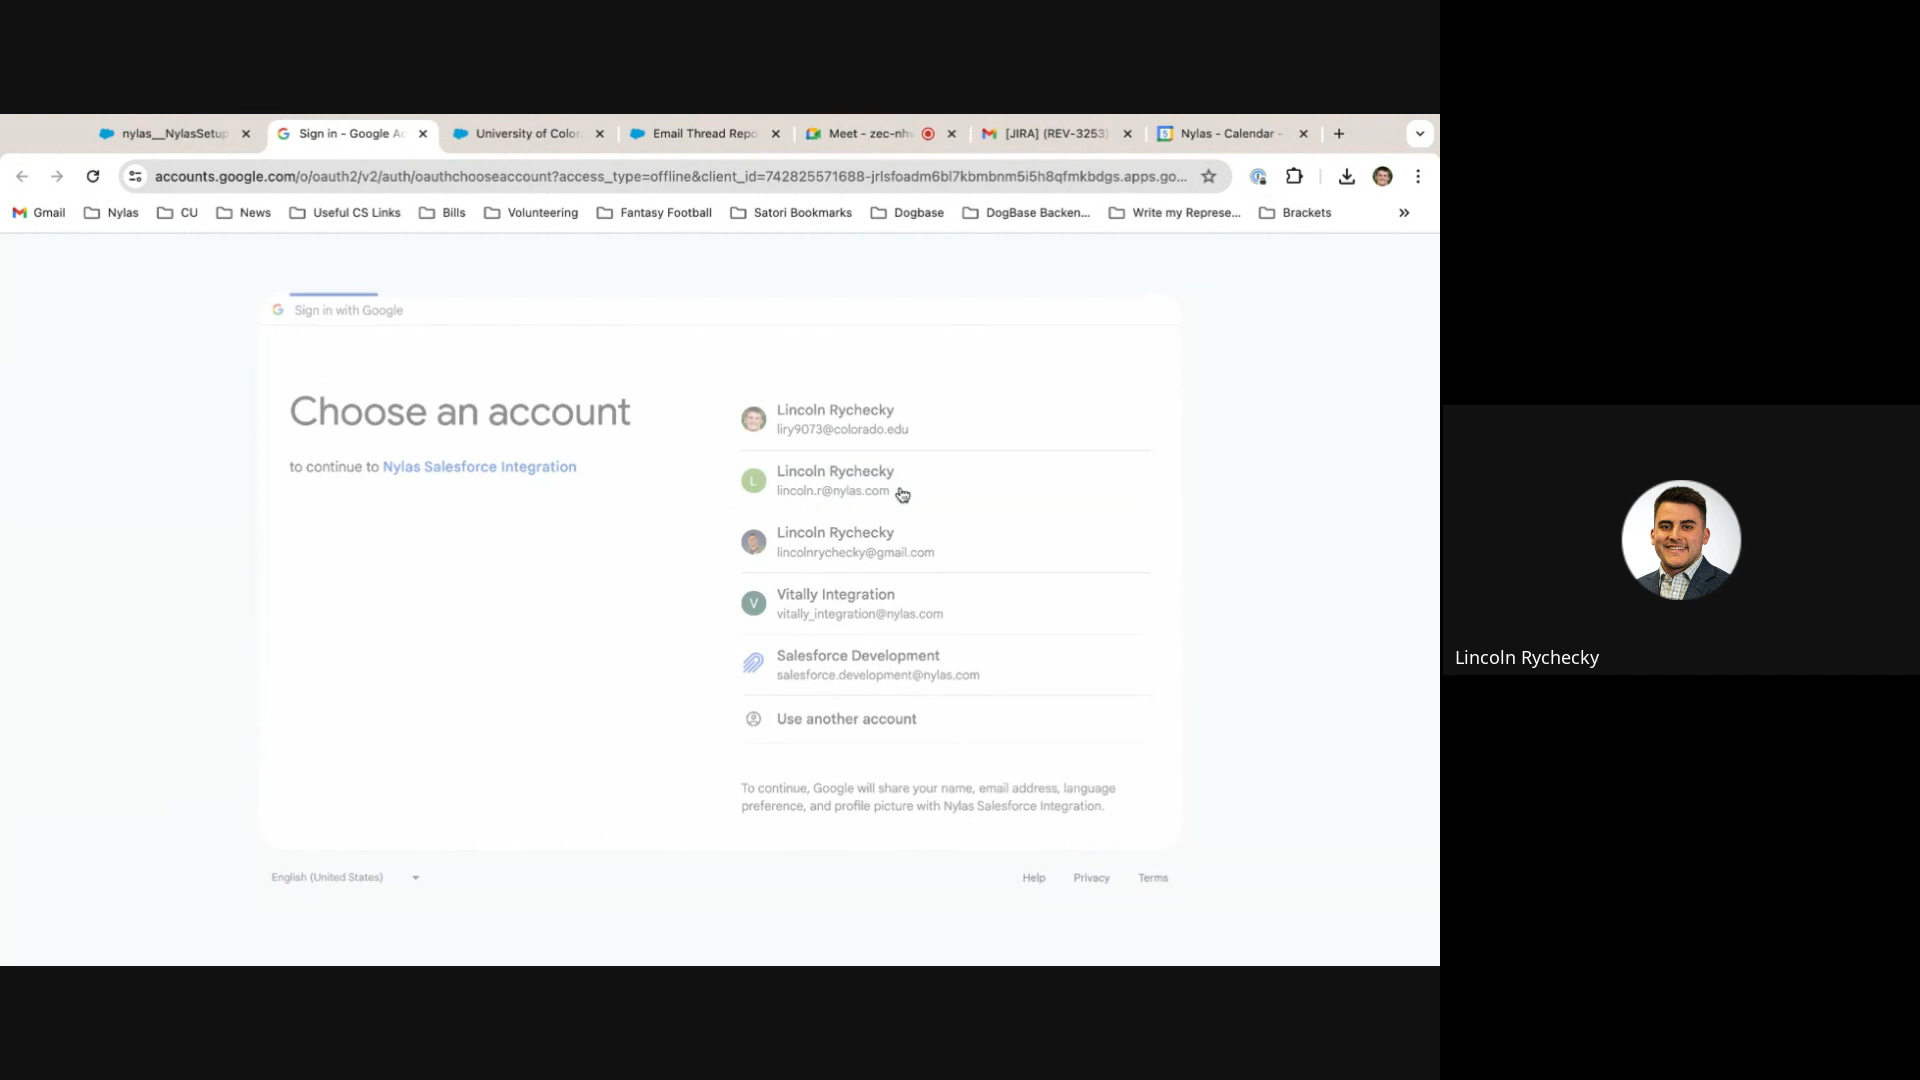 nylas__NylasSetup
Sign in - Google Ac
University of Color
Email Thread Repo
Meet - zec-nhv
[JIRA] (REV-3253)
Nylas - Calendar -
accounts.google.com/o/oauth2/v2/auth/oauthchooseaccount?access_type=offline&client_id=742825571688-jrlsfoadm6bl7kbmbnm5i5h8qfmkbdgs.apps.go...
Gmail
Nylas
CU
News
Useful CS Links
Bills
Volunteering
Fantasy Football
Satori Bookmarks
Dogbase
DogBase Backen...
Write my Represe...
Brackets
Sign in with Google
Choose an account
to continue to Nylas Salesforce Integration
Lincoln Rychecky
liry9073@colorado.edu
L
Lincoln Rychecky
lincoln.r@nylas.com
Lincoln Rychecky
lincolnrychecky@gmail.com
V
Vitally Integration
vitally_integration@nylas.com
Salesforce Development
salesforce.development@nylas.com
Use another account
To continue, Google will share your name, email address, language
preference, and profile picture with Nylas Salesforce Integration.
English (United States)
Help
Privacy
Terms
Lincoln Rychecky